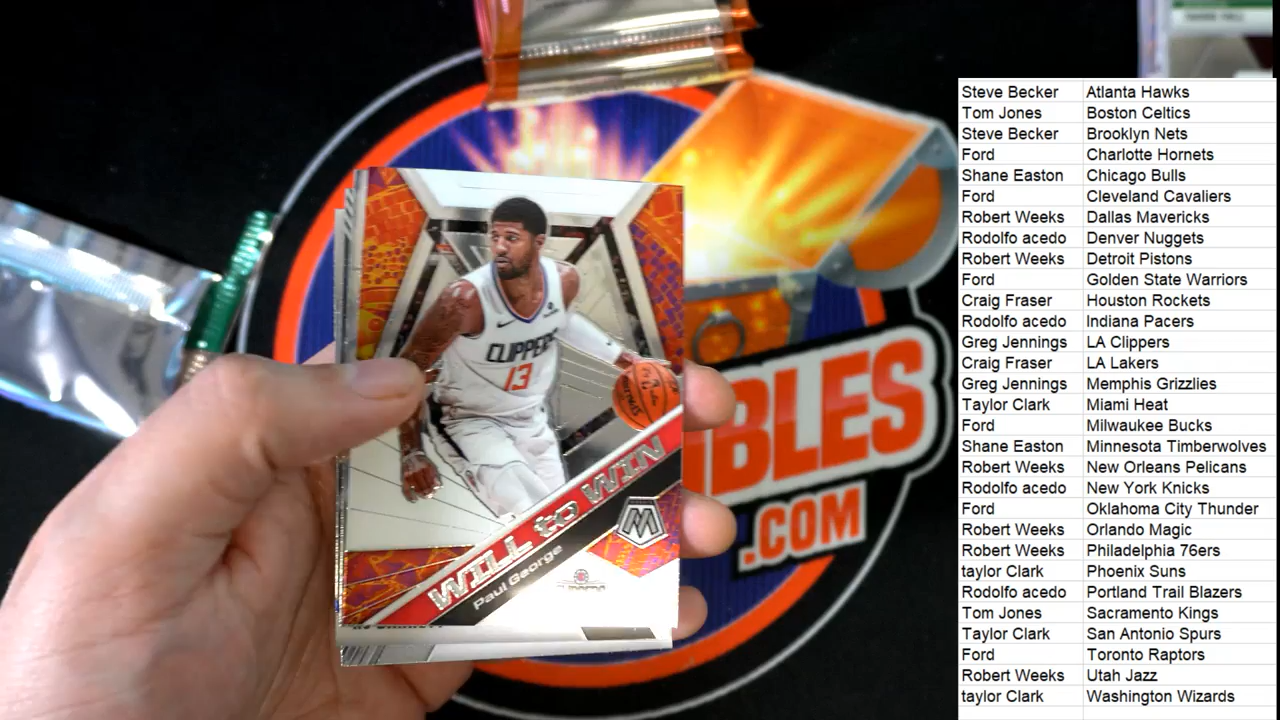 CLIPPERS
13
WILL to WIN
Paul George
IBLES
.COM
Steve Becker Atlanta Hawks
Tom Jones Boston Celtics
Steve Becker Brooklyn Nets
Ford Charlotte Hornets
Shane Easton Chicago Bulls
Ford Cleveland Cavaliers
Robert Weeks Dallas Mavericks
Rodolfo acedo Denver Nuggets
Robert Weeks Detroit Pistons
Ford Golden State Warriors
Craig Fraser Houston Rockets
Rodolfo acedo Indiana Pacers
Greg Jennings LA Clippers
Craig Fraser LA Lakers
Greg Jennings Memphis Grizzlies
Taylor Clark Miami Heat
Ford Milwaukee Bucks
Shane Easton Minnesota Timberwolves
Robert Weeks New Orleans Pelicans
Rodolfo acedo New York Knicks
Ford Oklahoma City Thunder
Robert Weeks Orlando Magic
Robert Weeks Philadelphia 76ers
taylor Clark Phoenix Suns
Rodolfo acedo Portland Trail Blazers
Tom Jones Sacramento Kings
Taylor Clark San Antonio Spurs
Ford Toronto Raptors
Robert Weeks Utah Jazz
taylor Clark Washington Wizards